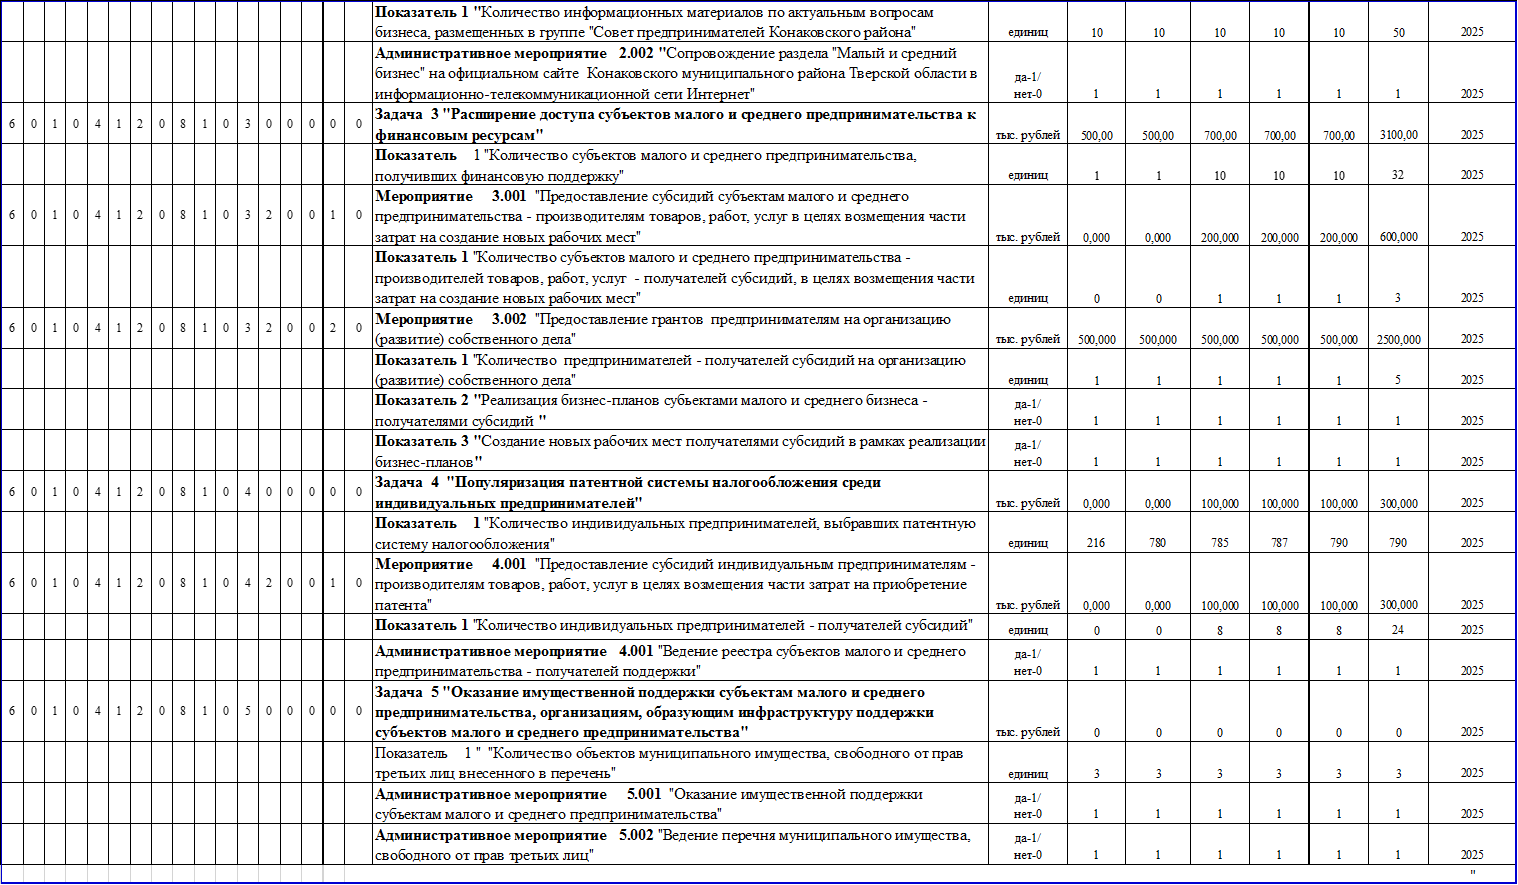 Показатель 1 "Количество информационных материалов по актуальным вопросам
бизнеса, размещенных в группе "Совет предпринимателей Конаковского района" единиц 10 10 10 10 10 50 2025
Административное мероприятие 2.002 "Сопровождение раздела "Малый и средний
бизнес" на официальном сайте Конаковского муниципального района Тверской области в да-1/
информационно-телекоммуникационной сети Интернет" нет-0 1 1 1 1 1 1 2025
6 0 1 0 4 1 2 0 8 1 0 3 0 0 0 0 0 Задача 3 "Расширение доступа субъектов малого и среднего предпринимательства к
финансовым ресурсам" тыс. рублей 500,00 500,00 700,00 700,00 700,00 3100,00 2025
Показатель 1 "Количество субъектов малого и среднего предпринимательства,
получивших финансовую поддержку" единиц 1 1 10 10 10 32 2025
Мероприятие 3.001 "Предоставление субсидий субъектам малого и среднего
6 0 1 0 4 1 2 0 8 1 0 3 2 0 0 1 0 предпринимательства - производителям товаров, работ, услуг в целях возмещения части
затрат на создание новых рабочих мест" тыс. рублей 0,000 0,000 200,000 200,000 200,000 600,000 2025
Показатель 1 "Количество субъектов малого и среднего предпринимательства -
производителей товаров, работ, услуг - получателей субсидий, в целях возмещения части
затрат на создание новых рабочих мест" единиц 0 0 1 1 1 3 2025
6 0 1 0 4 1 2 0 8 1 0 3 2 0 0 2 0 Мероприятие 3.002 "Предоставление грантов предпринимателям на организацию
(развитие) собственного дела" тыс. рублей 500,000 500,000 500,000 500,000 500,000 2500,000 2025
Показатель 1 "Количество предпринимателей - получателей субсидий на организацию
(развитие) собственного дела" единиц 1 1 1 1 1 5 2025
Показатель 2 "Реализация бизнес-планов субъектами малого и среднего бизнеса - да-1/
получателями субсидий " нет-0 1 1 1 1 1 1 2025
Показатель 3 "Создание новых рабочих мест получателями субсидий в рамках реализации да-1/
бизнес-планов" нет-0 1 1 1 1 1 1 2025
6 0 1 0 4 1 2 0 8 1 0 4 0 0 0 0 0 Задача 4 "Популяризация патентной системы налогообложения среди
индивидуальных предпринимателей" тыс. рублей 0,000 0,000 100,000 100,000 100,000 300,000 2025
Показатель 1 "Количество индивидуальных предпринимателей, выбравших патентную
систему налогообложения" единиц 216 780 785 787 790 790 2025
Мероприятие 4.001 "Предоставление субсидий индивидуальным предпринимателям -
6 0 1 0 4 1 2 0 8 1 0 4 2 0 0 1 0 производителям товаров, работ, услуг в целях возмещения части затрат на приобретение
патента" тыс. рублей 0,000 0,000 100,000 100,000 100,000 300,000 2025
Показатель 1 "Количество индивидуальных предпринимателей - получателей субсидий" единиц 0 0 8 8 8 24 2025
Административное мероприятие 4.001 "Ведение реестра субъектов малого и среднего да-1/
предпринимательства - получателей поддержки" нет-0 1 1 1 1 1 1 2025
Задача 5 "Оказание имущественной поддержки субъектам малого и среднего
6 0 1 0 4 1 2 0 8 1 0 5 0 0 0 0 0 предпринимательства, организациям, образующим инфраструктуру поддержки
субъектов малого и среднего предпринимательства" тыс. рублей 0 0 0 0 0 0 2025
Показатель 1 " "Количество объектов муниципального имущества, свободного от прав
третьих лиц внесенного в перечень" единиц 3 3 3 3 3 3 2025
Административное мероприятие 5.001 "Оказание имущественной поддержки да-1/
субъектам малого и среднего предпринимательства" нет-0 1 1 1 1 1 1 2025
Административное мероприятие 5.002 "Ведение перечня муниципального имущества, да-1/
свободного от прав третьих лиц" нет-0 1 1 1 1 1 1 2025
"